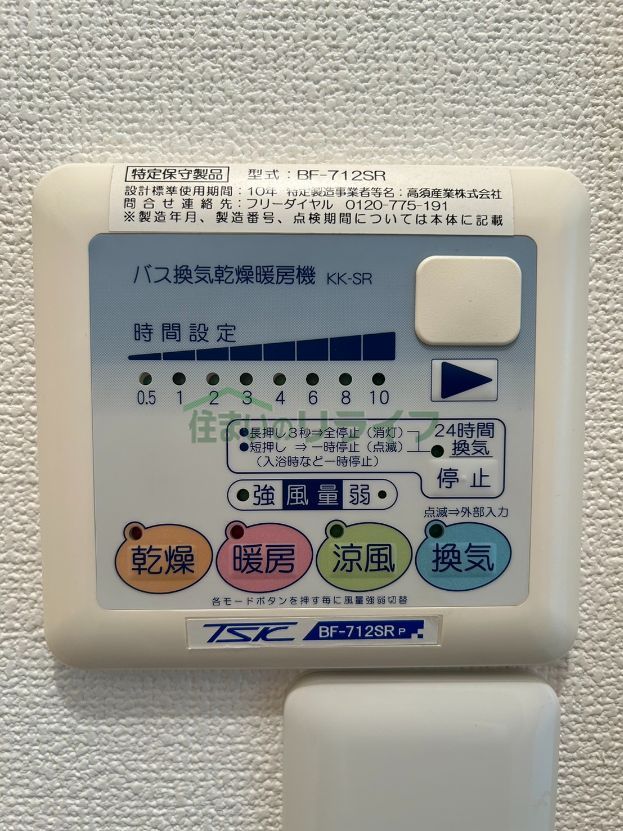 特定保守製品 型式：BF-712SR
設計標準使用期間：10年 特定製造事業者等名：高須産業株式会社
問合せ連絡先：フリーダイヤル 0120-775-191
※製造年月、製造番号、点検期間については本体に記載
バス換気乾燥暖房機 KK-SR
時間設定
0.5 1 2 3 4 6 8 10
住まいのリライフ
●長押し3秒⇒全停止（消灯）
●短押し ⇒一時停止（点滅）
（入浴時など一時停止）
24時間
換気
停止
強 風量 弱
点滅⇒外部入力
乾燥 暖房 涼風 換気
各モードボタンを押す毎に風量強弱切替
TSK BF-712SR P